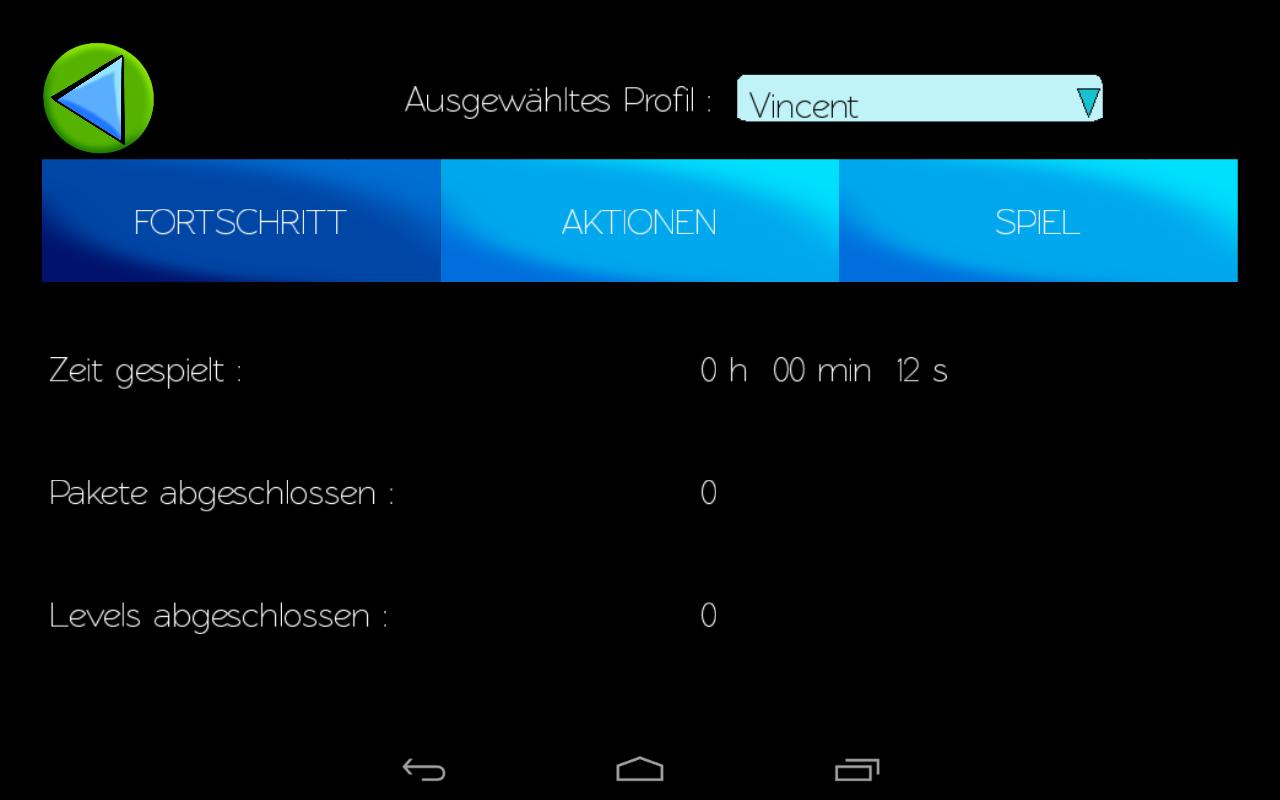 Ausgewähltes Profil : Vincent
FORTSCHRITT AKTIONEN SPIEL
Zeit gespielt : 0 h 00 min 12 s
Pakete abgeschlossen : 0
Levels abgeschlossen : 0